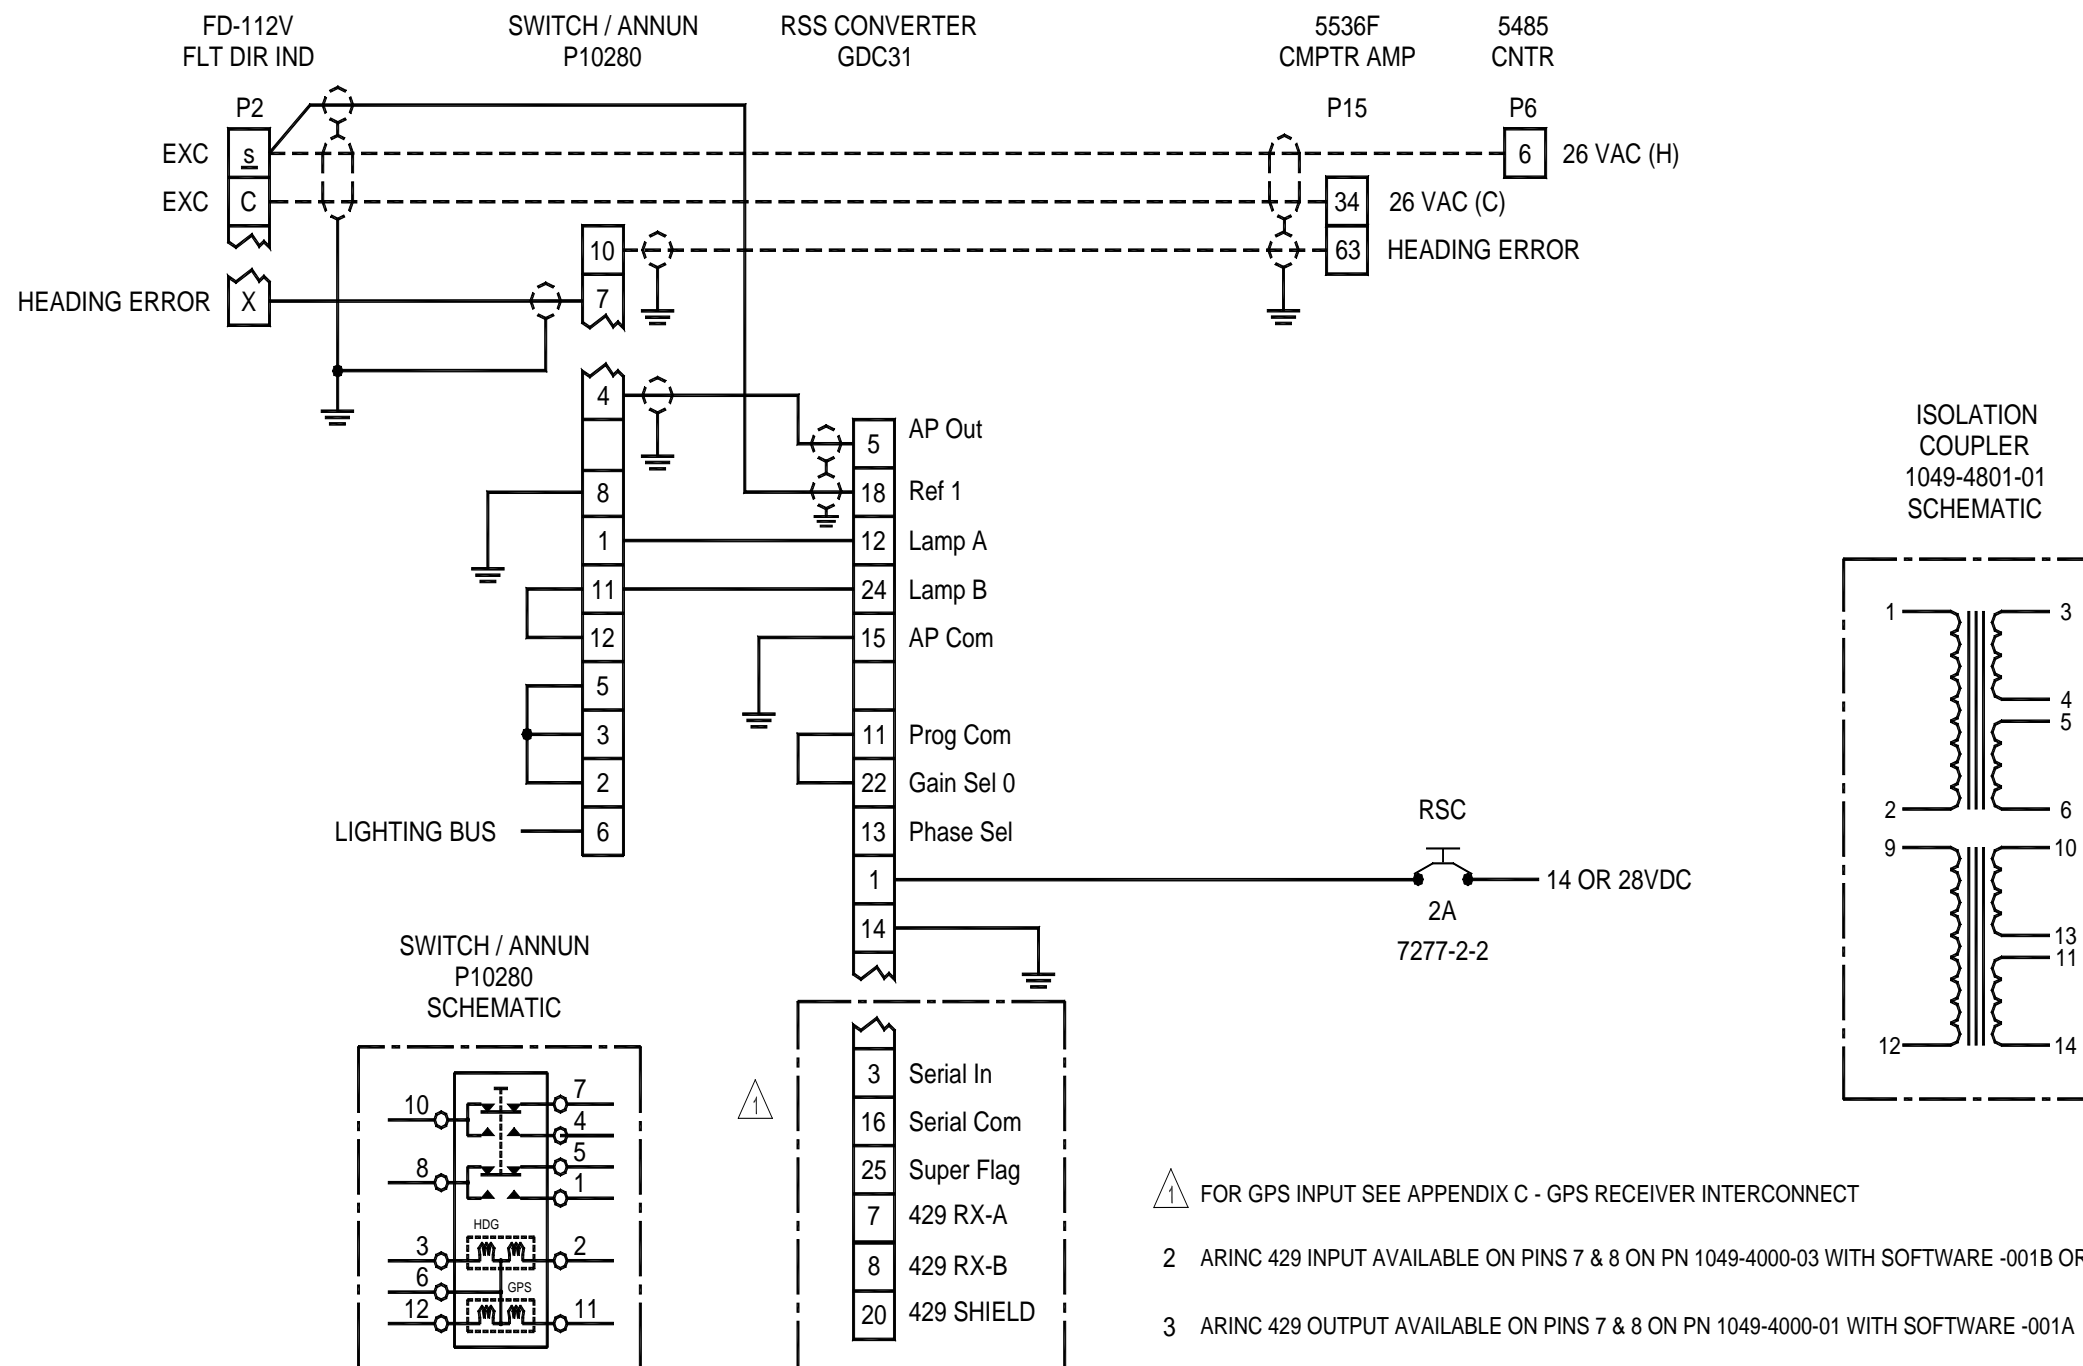 FD-112V
FLT DIR IND
SWITCH / ANNUN
P10280
RSS CONVERTER
GDC31
5536F
CMPTR AMP
5485
CNTR
P2
P15
P6
EXC
s
6
26 VAC (H)
EXC
C
34
26 VAC (C)
10
63
HEADING ERROR
HEADING ERROR
X
7
4
5
AP Out
8
18
Ref 1
1
12
Lamp A
11
24
Lamp B
12
15
AP Com
5
3
11
Prog Com
2
22
Gain Sel 0
LIGHTING BUS
6
13
Phase Sel
1
14
RSC
14 OR 28VDC
2A
7277-2-2
ISOLATION
COUPLER
1049-4801-01
SCHEMATIC
1
3
4
5
2
6
9
10
13
11
12
14
SWITCH / ANNUN
P10280
SCHEMATIC
10
7
4
8
5
1
HDG
3
2
6
GPS
12
11
1
3
Serial In
16
Serial Com
25
Super Flag
7
429 RX-A
8
429 RX-B
20
429 SHIELD
1 FOR GPS INPUT SEE APPENDIX C - GPS RECEIVER INTERCONNECT
2 ARINC 429 INPUT AVAILABLE ON PINS 7 & 8 ON PN 1049-4000-03 WITH SOFTWARE -001B OR
3 ARINC 429 OUTPUT AVAILABLE ON PINS 7 & 8 ON PN 1049-4000-01 WITH SOFTWARE -001A